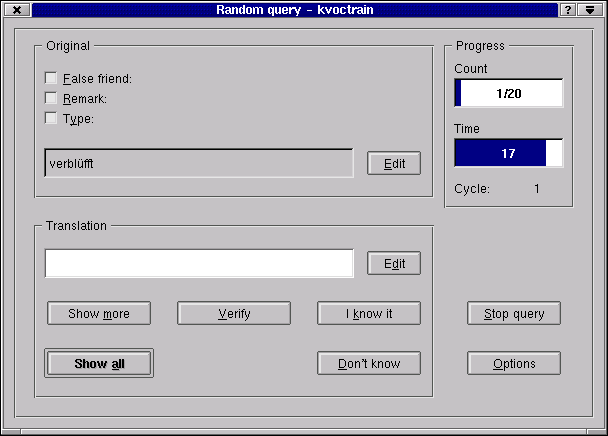 Random query - kvoctrain
?
Original
False friend:
Remark:
Type:
verblüfft
Edit
Progress
Count
1/20
Time
17
Cycle: 1
Translation
Edit
Show more
Verify
I know it
Stop query
Show all
Don't know
Options